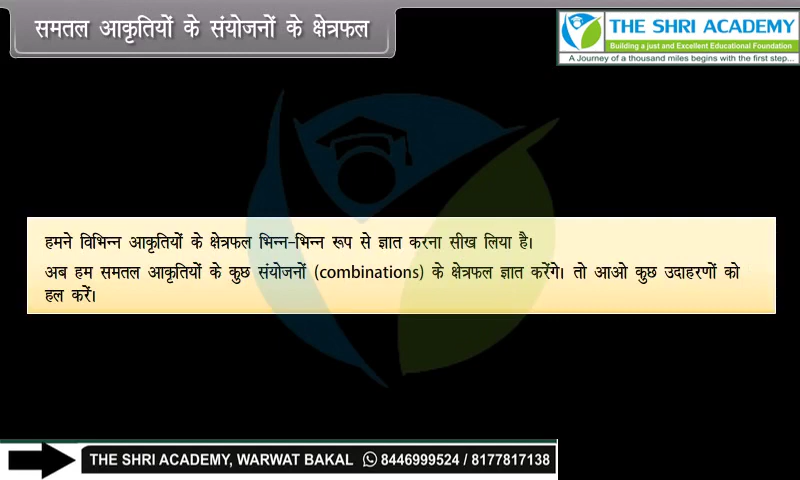 समतल आकृतियों के संयोजनों के क्षेत्रफल
THE SHRI ACADEMY
Building a just and Excellent Educational Foundation
A Journey of a thousand miles begins with the first step...
हमने विभिन्न आकृतियों के क्षेत्रफल भिन्न-भिन्न रूप से ज्ञात करना सीख लिया है।
अब हम समतल आकृतियों के कुछ संयोजनों (combinations) के क्षेत्रफल ज्ञात करेंगे। तो आओ कुछ उदाहरणों को
हल करें।
THE SHRI ACADEMY, WARWAT BAKAL 8446999524 / 8177817138